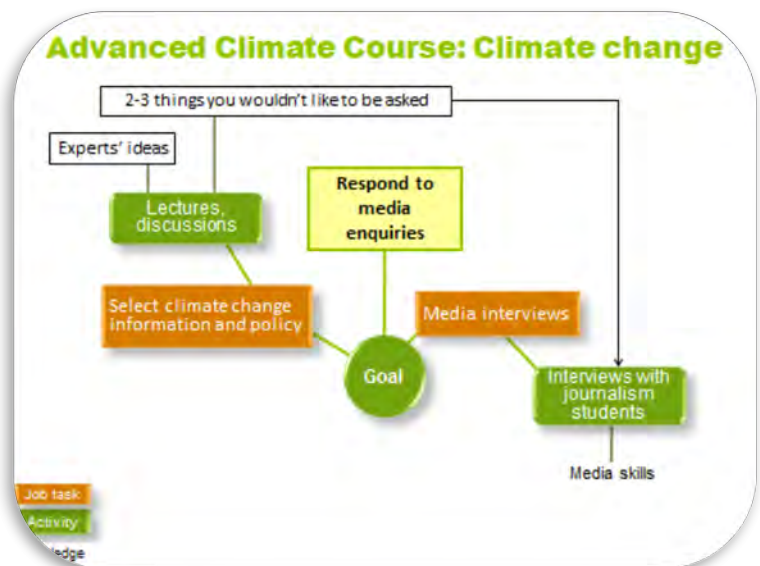 Advanced Climate Course: Climate change
2-3 things you wouldn't like to be asked
Experts' ideas
Respond to
media
enquiries
Lectures,
discussions
Select climate change
information and policy
Media interviews
Goal
Interviews with
journalism
students
Media skills
Job task
Activity